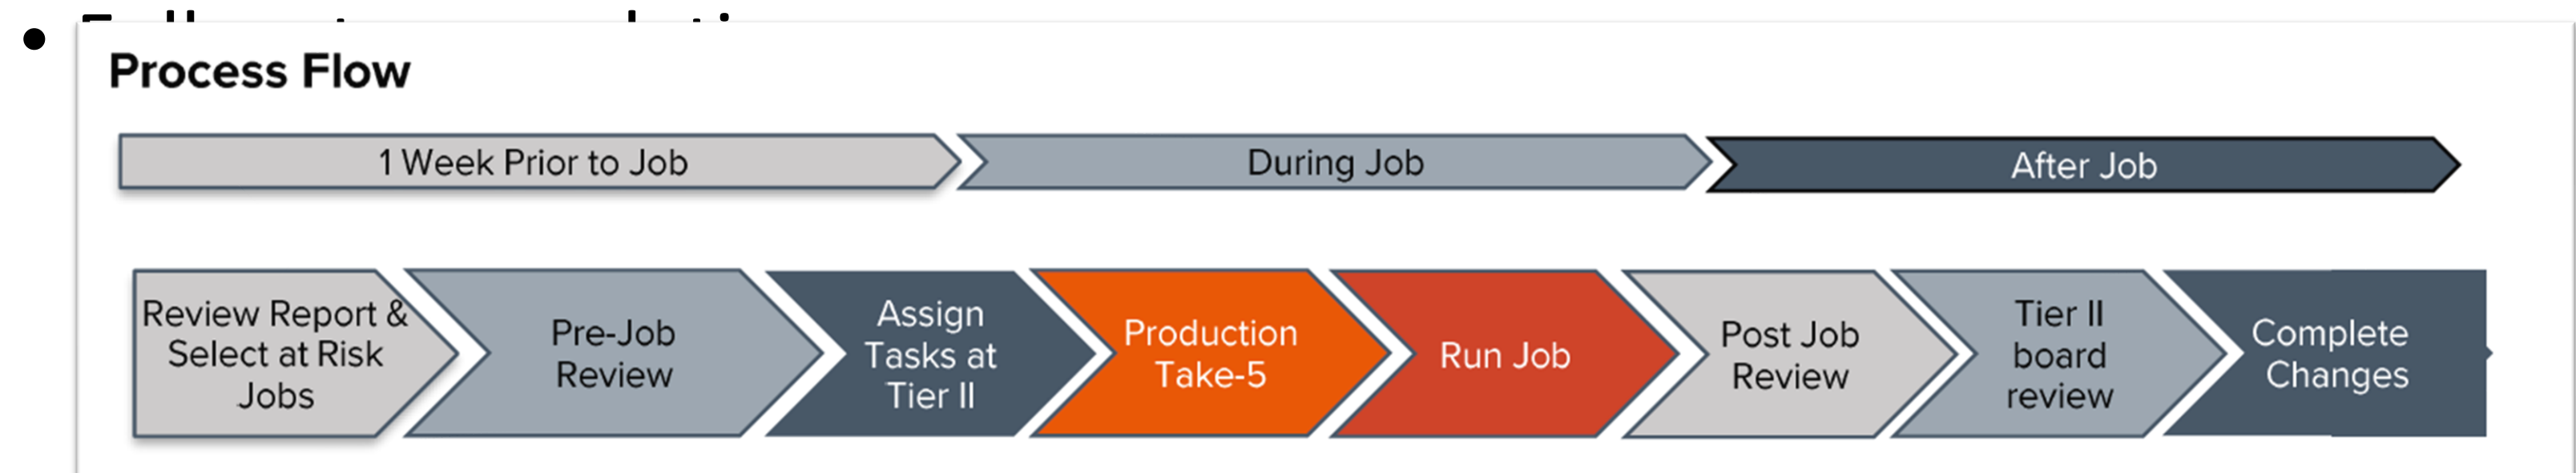 Process Flow
1 Week Prior to Job
During Job
After Job
Review Report &
Select at Risk
Jobs
Pre-Job
Review
Assign
Tasks at
Tier II
Production
Take-5
Run Job
Post Job
Review
Tier II
board
review
Complete
Changes